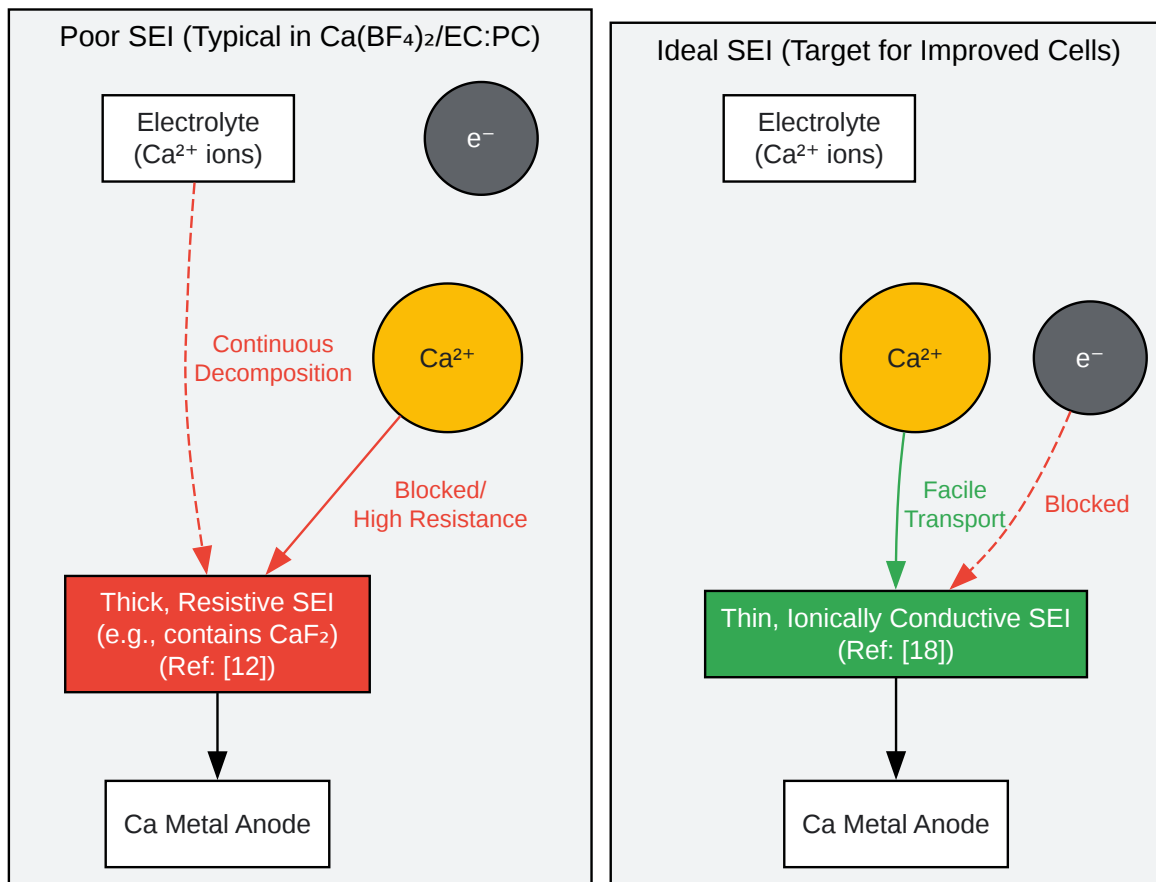 Poor SEI (Typical in Ca(BF₄)₂/EC:PC)
Electrolyte
(Ca²⁺ ions)
e⁻
Continuous
Decomposition
Ca²⁺
Blocked/
High Resistance
Thick, Resistive SEI
(e.g., contains CaF₂)
(Ref: [12])
Ca Metal Anode
Ideal SEI (Target for Improved Cells)
Electrolyte
(Ca²⁺ ions)
Ca²⁺
e⁻
Facile
Transport
Blocked
Thin, Ionically Conductive SEI
(Ref: [18])
Ca Metal Anode